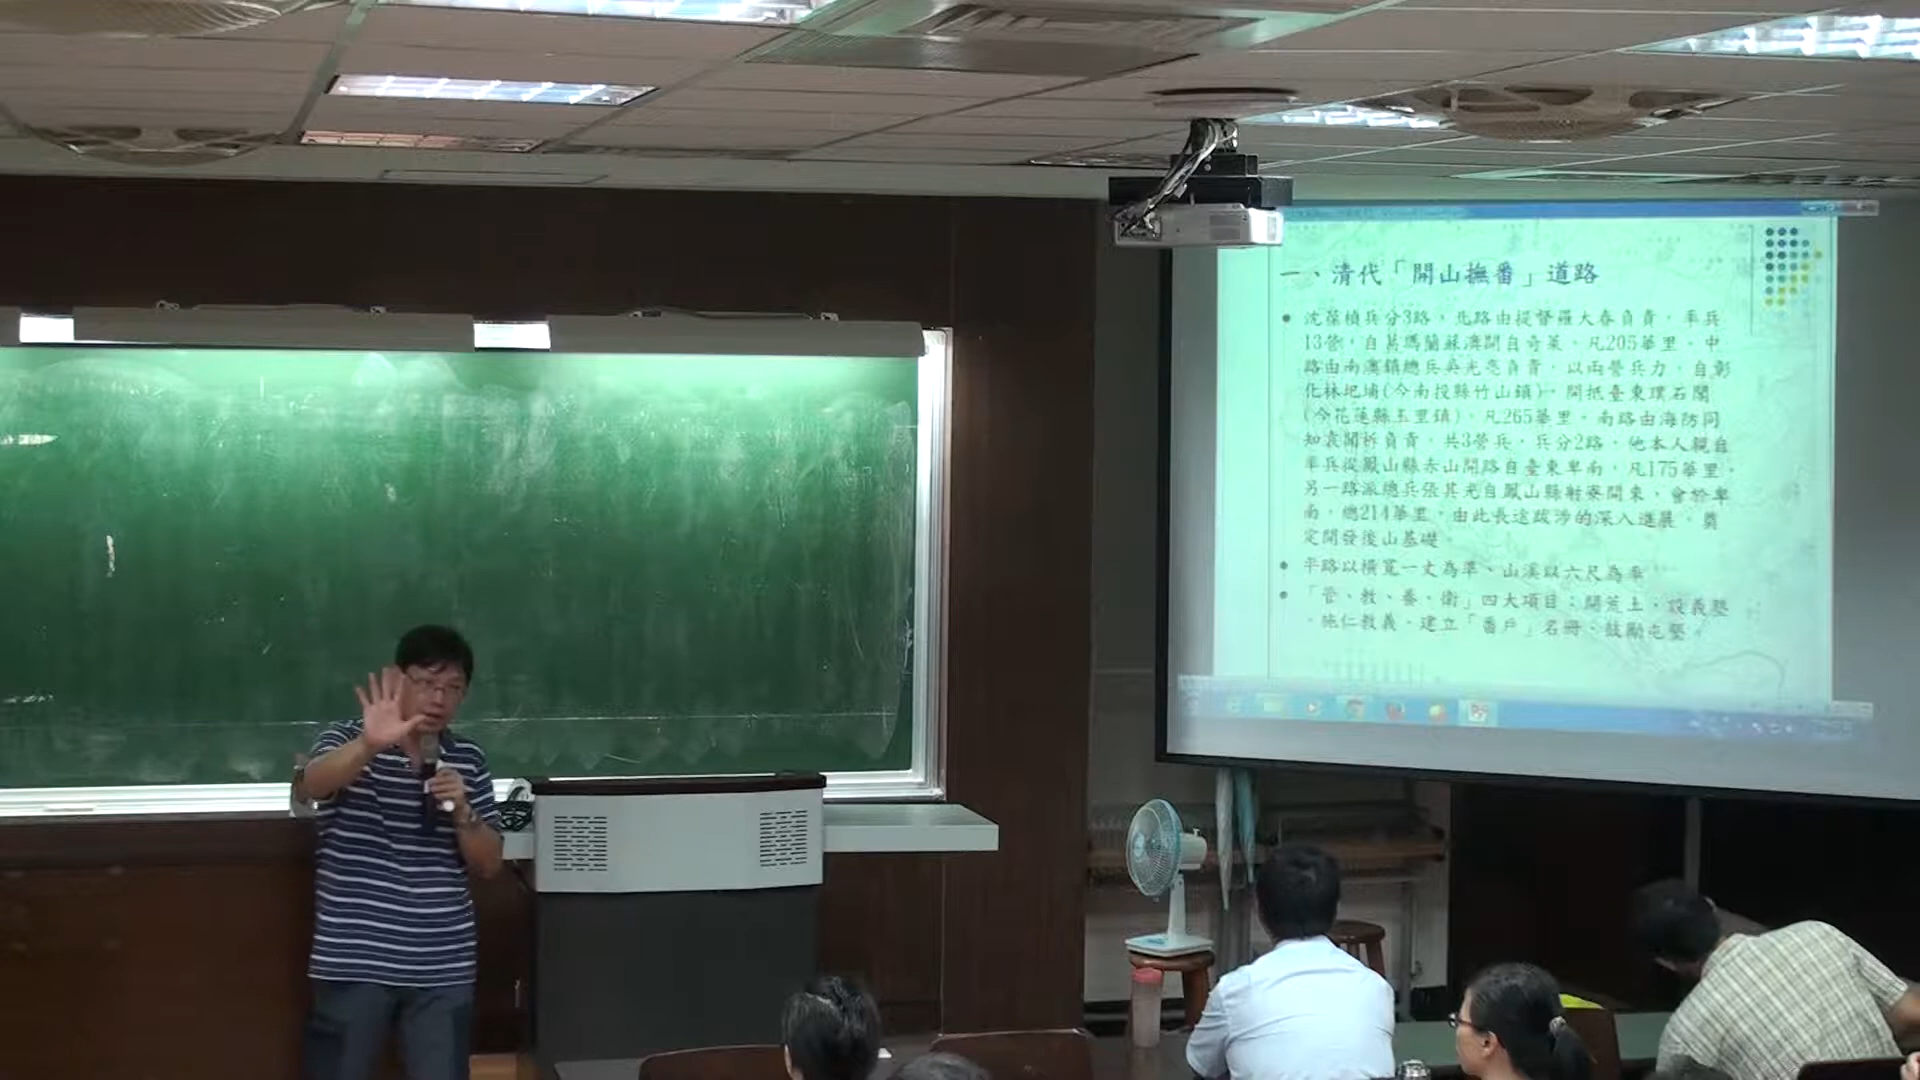 一、清代「開山撫番」道路
沈葆楨兵分3路，北路由提督羅大春負責，率兵
13營，自葛瑪蘭蘇澳開自奇萊，凡205華里。中
路由南澳鎮總兵吳光亮負責，以兩營兵力，自彰
化林圯埔(今南投縣竹山鎮)，開抵臺東璞石閣
(今花蓮縣玉里鎮)，凡265華里。南路由海防同
知袁聞柝負責，共3營兵，兵分2路，他本人親自
率兵從鳳山縣赤山開路自臺東卑南，凡175華里，
另一路派總兵張其光自鳳山縣射寮開東，會於卑
南，總214華里，由此長途跋涉的深入進展，奠
定開發後山基礎。
平路以橫寬一丈為準、山溪以六尺為率
「管、教、養、衛」四大項目：開荒土、設義塾
、施仁教義、建立「番戶」名冊、鼓勵屯墾。